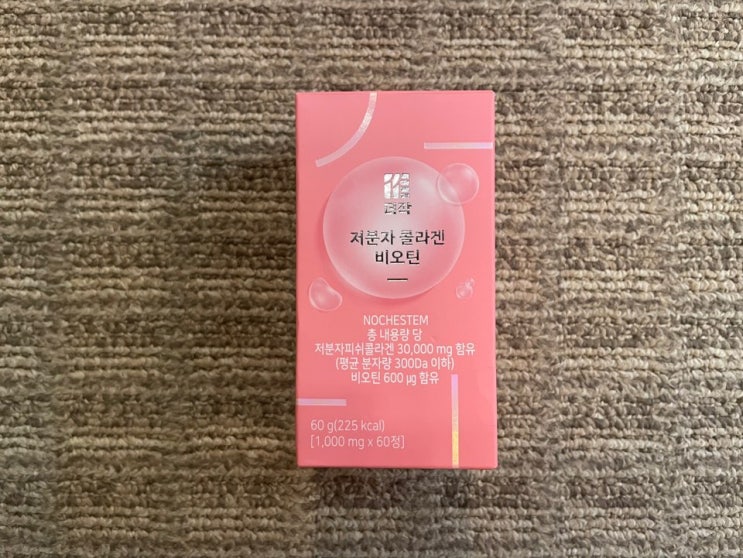 저분자 콜라겐
비오틴
NOCHESTEM
총 내용량 당
저분자피쉬콜라겐 30,000 mg 함유
(평균 분자량 300Da 이하)
비오틴 600 μg 함유
60 g(225 kcal)
[1,000 mg x 60정]